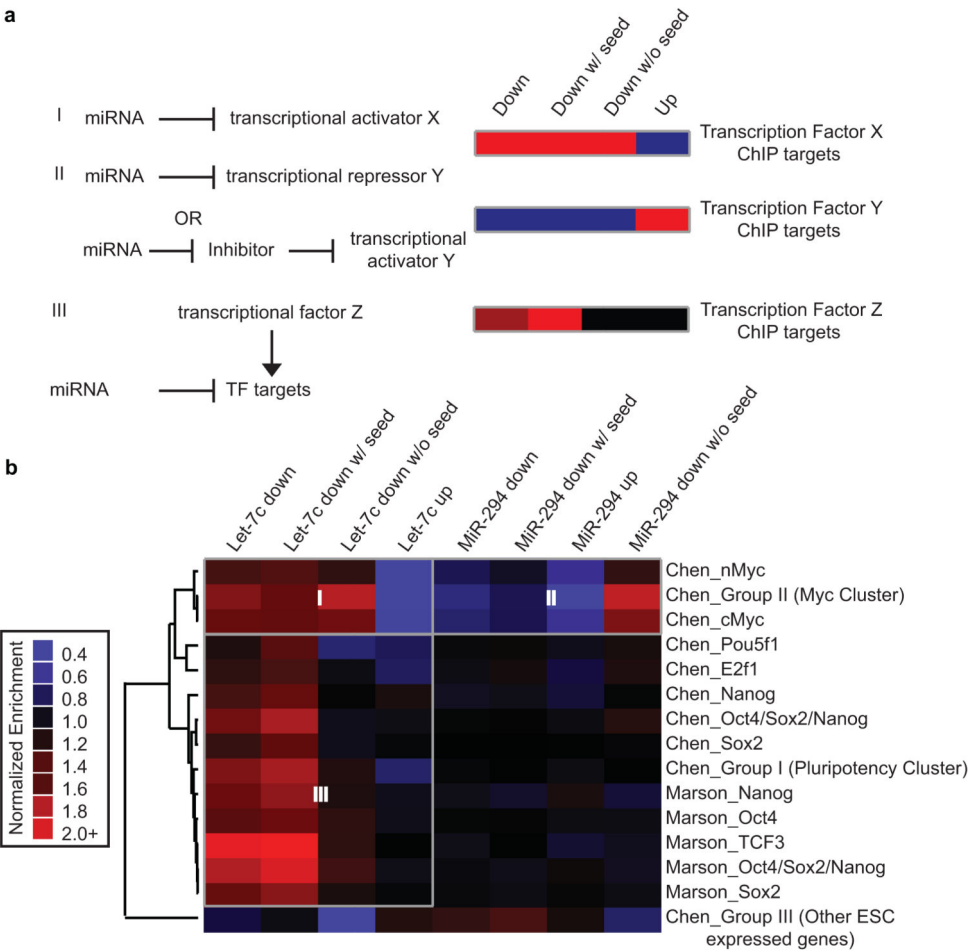 a
Down
Down w/ seed
Down w/o seed
Up
I miRNA transcriptional activator X
Transcription Factor X
ChIP targets
II miRNA transcriptional repressor Y
OR
miRNA Inhibitor transcriptional
activator Y
Transcription Factor Y
ChIP targets
III transcriptional factor Z
miRNA TF targets
Transcription Factor Z
ChIP targets
b
Let-7c down
Let-7c down w/ seed
Let-7c down w/o seed
Let-7c up
MiR-294 down
MiR-294 down w/ seed
MiR-294 up
MiR-294 down w/o seed
Chen_nMyc
Chen_Group II (Myc Cluster)
Chen_cMyc
Chen_Pou5f1
Chen_E2f1
Chen_Nanog
Chen_Oct4/Sox2/Nanog
Chen_Sox2
Chen_Group I (Pluripotency Cluster)
Marson_Nanog
Marson_Oct4
Marson_TCF3
Marson_Oct4/Sox2/Nanog
Marson_Sox2
Chen_Group III (Other ESC
expressed genes)
I
II
III
Normalized Enrichment
0.4
0.6
0.8
1.0
1.2
1.4
1.6
1.8
2.0+